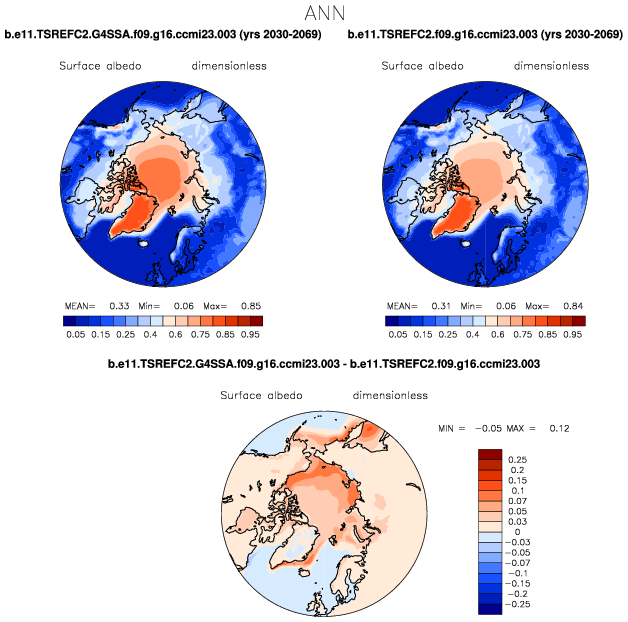 ANN
b.e11.TSREFC2.G4SSA.f09.g16.ccmi23.003 (yrs 2030-2069)
b.e11.TSREFC2.f09.g16.ccmi23.003 (yrs 2030-2069)
Surface albedo dimensionless
Surface albedo dimensionless
MEAN= 0.33 Min= 0.06 Max= 0.85
MEAN= 0.31 Min= 0.06 Max= 0.84
0.05 0.15 0.25 0.4 0.6 0.75 0.85 0.95
0.05 0.15 0.25 0.4 0.6 0.75 0.85 0.95
b.e11.TSREFC2.G4SSA.f09.g16.ccmi23.003 - b.e11.TSREFC2.f09.g16.ccmi23.003
Surface albedo dimensionless
MIN = -0.05 MAX = 0.12
0.25
0.2
0.15
0.1
0.07
0.05
0.03
0
-0.03
-0.05
-0.07
-0.1
-0.15
-0.2
-0.25